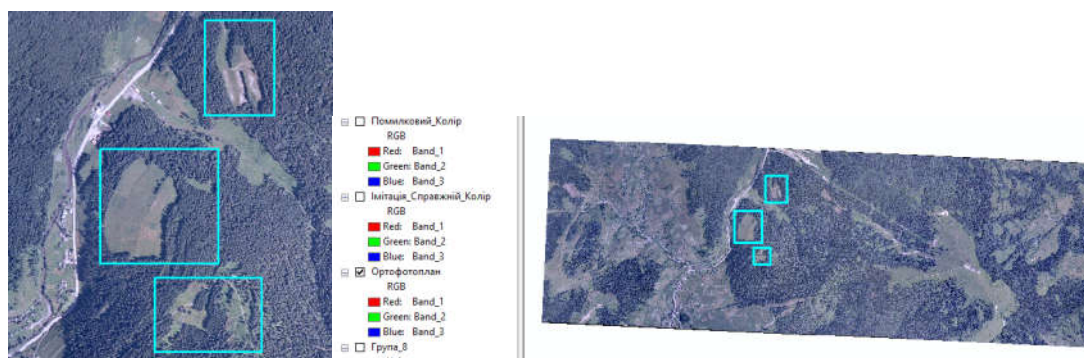 Помилковий_Колір
RGB
Red: Band_1
Green: Band_2
Blue: Band_3
Імітація_Справжній_Колір
RGB
Red: Band_1
Green: Band_2
Blue: Band_3
Ортофотоплан
RGB
Red: Band_1
Green: Band_2
Blue: Band_3
Група_8